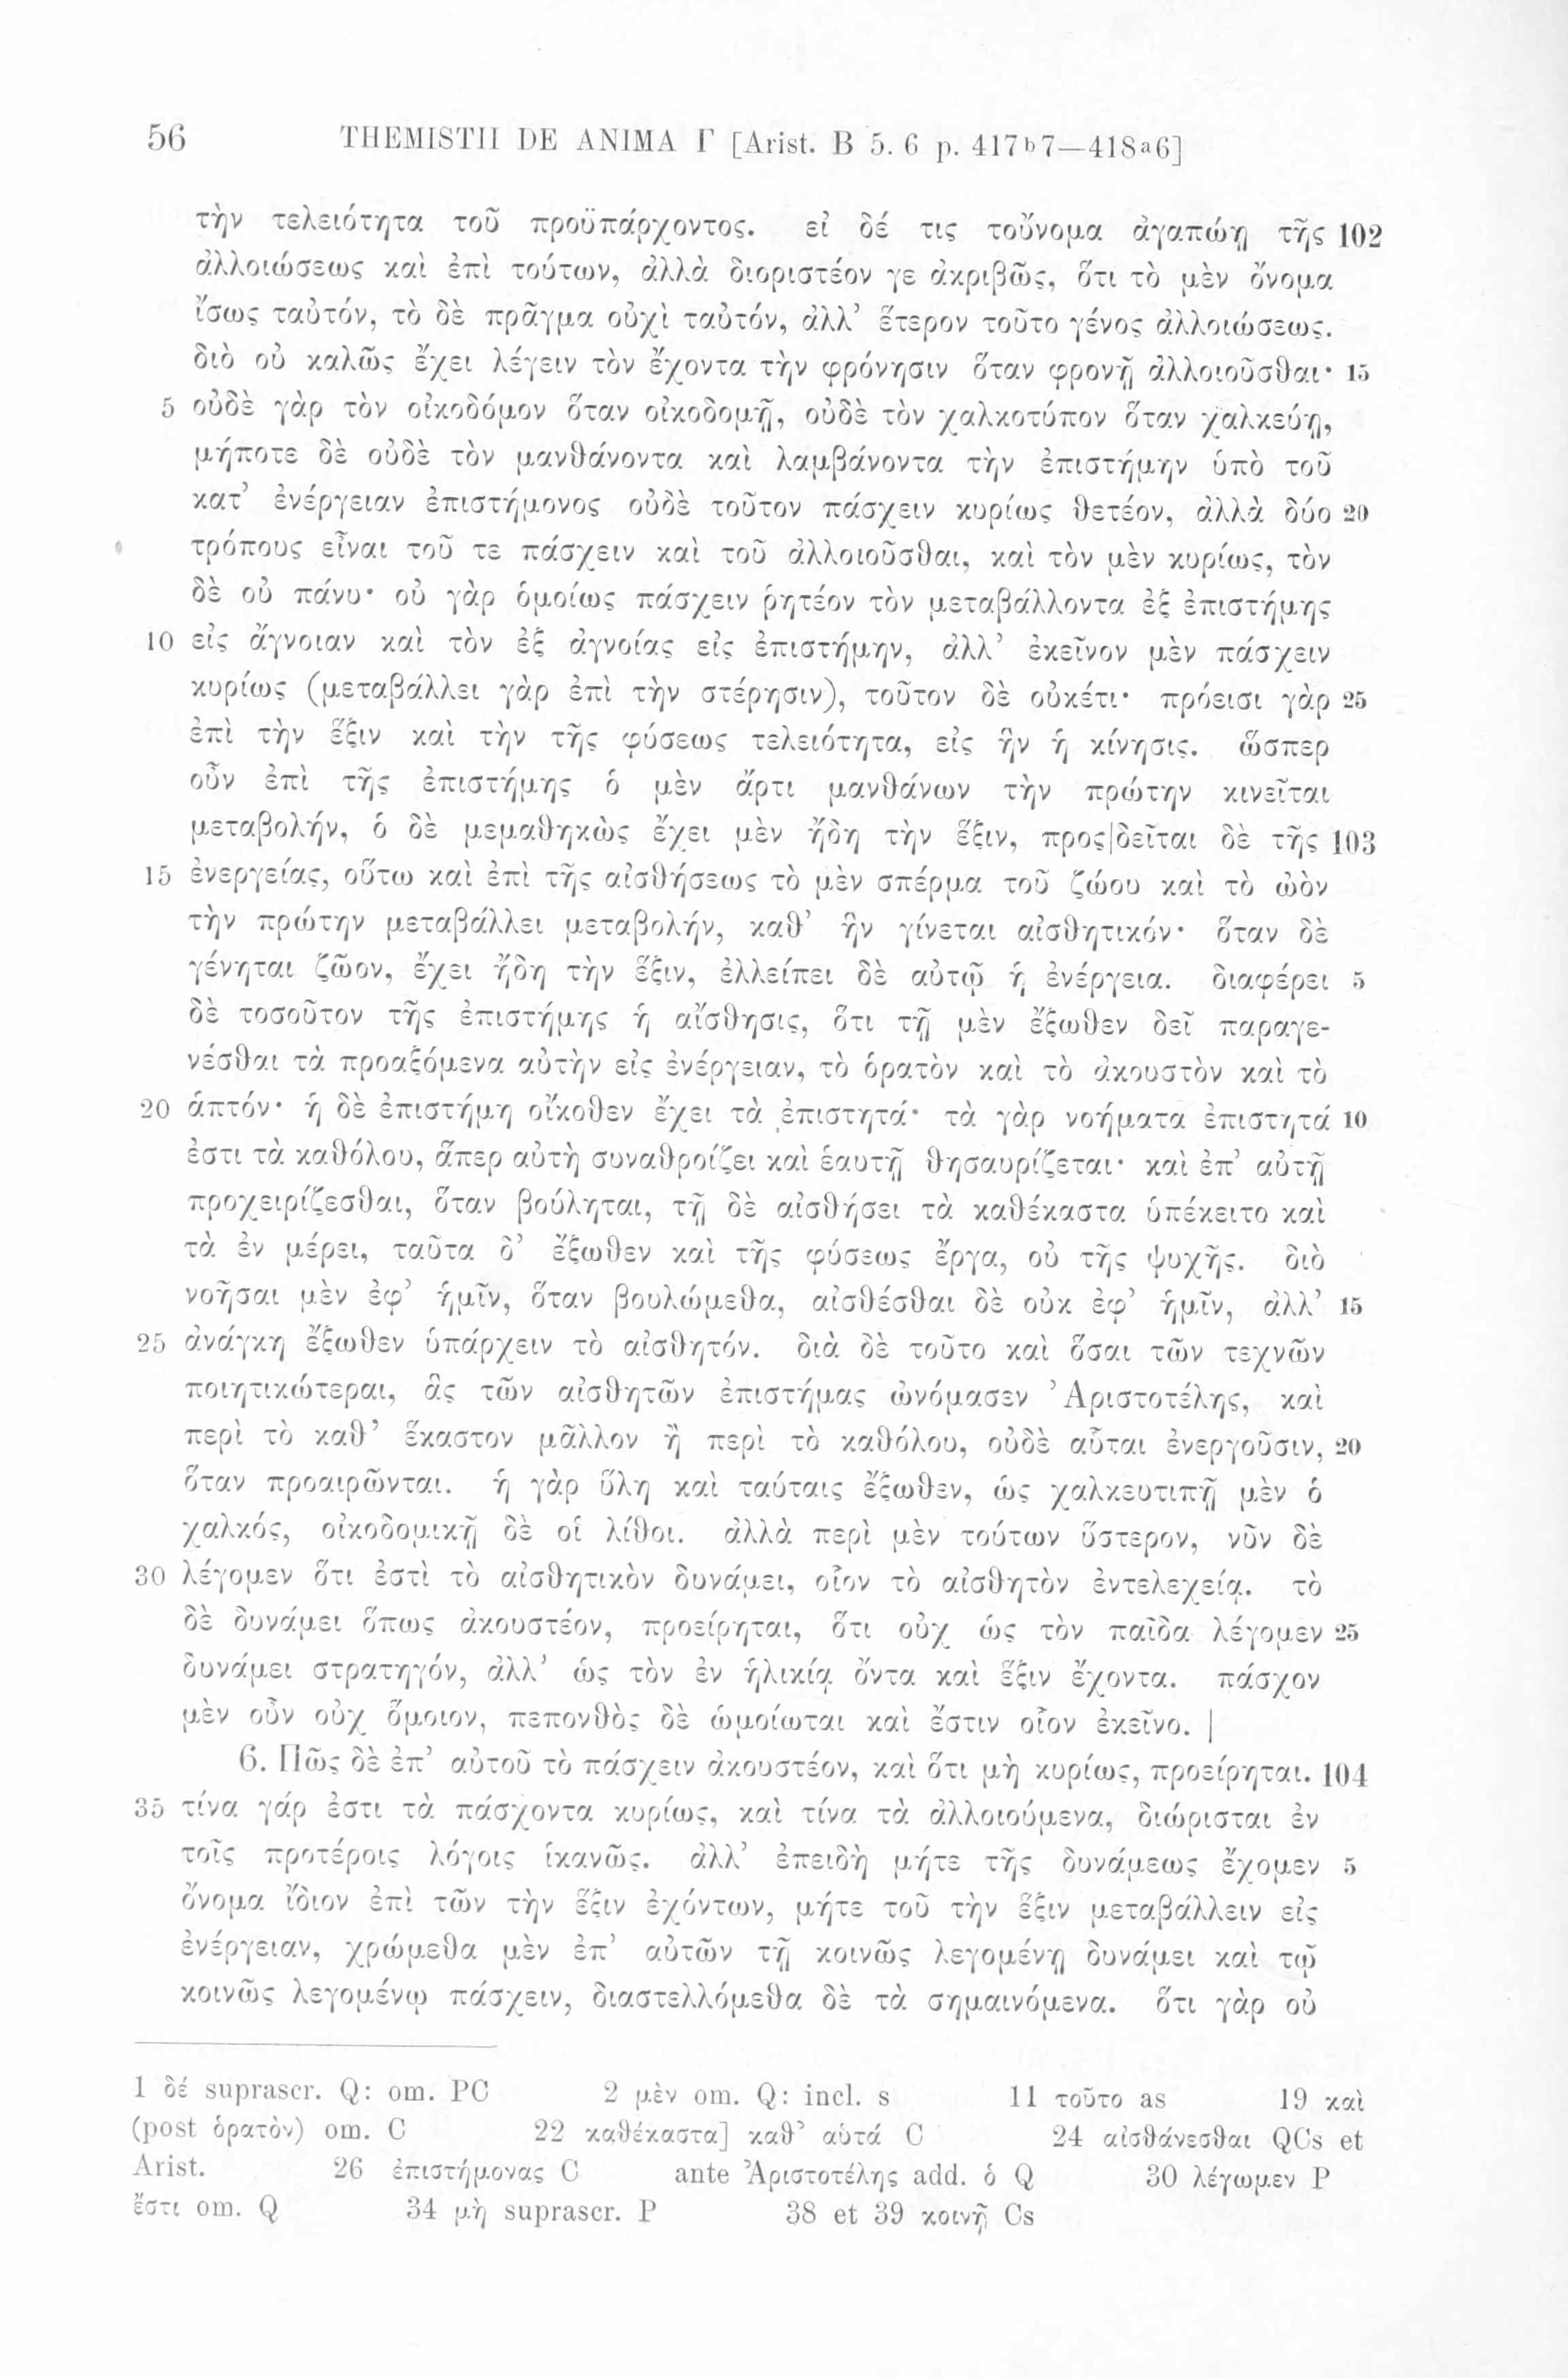 56 THEMISTII DE ANIMA Γ [Arist. B 5. 6 p. 417ᵇ7—418ᵃ6]
τὴν τελειότητα τοῦ προϋπάρχοντος. εἰ δέ τις τοὔνομα ἀγαπῴη τῆς 102
ἀλλοιώσεως καὶ ἐπὶ τούτων, ἀλλὰ διοριστέον γε ἀκριβῶς, ὅτι τὸ μὲν ὄνομα
ἴσως ταὐτόν, τὸ δὲ πρᾶγμα οὐχὶ ταὐτόν, ἀλλ’ ἕτερον τοῦτο γένος ἀλλοιώσεως.
διὸ οὐ καλῶς ἔχει λέγειν τὸν ἔχοντα τὴν φρόνησιν ὅταν φρονῇ ἀλλοιοῦσθαι· 15
5 οὐδὲ γὰρ τὸν οἰκοδόμον ὅταν οἰκοδομῇ, οὐδὲ τὸν χαλκοτύπον ὅταν χαλκεύῃ,
μήποτε δὲ οὐδὲ τὸν μανθάνοντα καὶ λαμβάνοντα τὴν ἐπιστήμην ὑπὸ τοῦ
κατ’ ἐνέργειαν ἐπιστήμονος οὐδὲ τοῦτον πάσχειν κυρίως θετέον, ἀλλὰ δύο 20
τρόπους εἶναι τοῦ τε πάσχειν καὶ τοῦ ἀλλοιοῦσθαι, καὶ τὸν μὲν κυρίως, τὸν
δὲ οὐ πάνυ· οὐ γὰρ ὁμοίως πάσχειν ῥητέον τὸν μεταβάλλοντα ἐξ ἐπιστήμης
10 εἰς ἄγνοιαν καὶ τὸν ἐξ ἀγνοίας εἰς ἐπιστήμην, ἀλλ’ ἐκεῖνον μὲν πάσχειν
κυρίως (μεταβάλλει γὰρ ἐπὶ τὴν στέρησιν), τοῦτον δὲ οὐκέτι· πρόεισι γὰρ 25
ἐπὶ τὴν ἕξιν καὶ τὴν τῆς φύσεως τελειότητα, εἰς ἣν ἡ κίνησις. ὥσπερ
οὖν ἐπὶ τῆς ἐπιστήμης ὁ μὲν ἄρτι μανθάνων τὴν πρώτην κινεῖται
μεταβολήν, ὁ δὲ μεμαθηκὼς ἔχει μὲν ἤδη τὴν ἕξιν, προς|δεῖται δὲ τῆς 103
15 ἐνεργείας, οὕτω καὶ ἐπὶ τῆς αἰσθήσεως τὸ μὲν σπέρμα τοῦ ζώου καὶ τὸ ὠὸν
τὴν πρώτην μεταβάλλει μεταβολήν, καθ’ ἣν γίνεται αἰσθητικόν· ὅταν δὲ
γένηται ζῷον, ἔχει ἤδη τὴν ἕξιν, ἐλλείπει δὲ αὐτῷ ἡ ἐνέργεια. διαφέρει 5
δὲ τοσοῦτον τῆς ἐπιστήμης ἡ αἴσθησις, ὅτι τῇ μὲν ἔξωθεν δεῖ παραγε-
νέσθαι τὰ προαξόμενα αὐτὴν εἰς ἐνέργειαν, τὸ ὁρατὸν καὶ τὸ ἀκουστὸν καὶ τὸ
20 ἁπτόν· ἡ δὲ ἐπιστήμη οἴκοθεν ἔχει τὰ ἐπιστητά· τὰ γὰρ νοήματα ἐπιστητά 10
ἐστι τὰ καθόλου, ἅπερ αὐτὴ συναθροίζει καὶ ἑαυτῇ θησαυρίζεται· καὶ ἐπ’ αὐτῇ
προχειρίζεσθαι, ὅταν βούληται, τῇ δὲ αἰσθήσει τὰ καθέκαστα ὑπέκειτο καὶ
τὰ ἐν μέρει, ταῦτα δ’ ἔξωθεν καὶ τῆς φύσεως ἔργα, οὐ τῆς ψυχῆς. διὸ
νοῆσαι μὲν ἐφ’ ἡμῖν, ὅταν βουλώμεθα, αἰσθέσθαι δὲ οὐκ ἐφ’ ἡμῖν, ἀλλ’ 15
25 ἀνάγκη ἔξωθεν ὑπάρχειν τὸ αἰσθητόν. διὰ δὲ τοῦτο καὶ ὅσαι τῶν τεχνῶν
ποιητικώτεραι, ἃς τῶν αἰσθητῶν ἐπιστήμας ὠνόμασεν Ἀριστοτέλης, καὶ
περὶ τὸ καθ’ ἕκαστον μᾶλλον ἢ περὶ τὸ καθόλου, οὐδὲ αὗται ἐνεργοῦσιν, 20
ὅταν προαιρῶνται. ἡ γὰρ ὕλη καὶ ταύταις ἔξωθεν, ὡς χαλκευτιπῇ μὲν ὁ
χαλκός, οἰκοδομικῇ δὲ οἱ λίθοι. ἀλλὰ περὶ μὲν τούτων ὕστερον, νῦν δὲ
30 λέγομεν ὅτι ἐστὶ τὸ αἰσθητικὸν δυνάμει, οἷον τὸ αἰσθητὸν ἐντελεχείᾳ. τὸ
δὲ δυνάμει ὅπως ἀκουστέον, προείρηται, ὅτι οὐχ ὡς τὸν παῖδα λέγομεν 25
δυνάμει στρατηγόν, ἀλλ’ ὡς τὸν ἐν ἡλικίᾳ ὄντα καὶ ἕξιν ἔχοντα. πάσχον
μὲν οὖν οὐχ ὅμοιον, πεπονθὸς δὲ ὡμοίωται καὶ ἔστιν οἷον ἐκεῖνο. |
6. Πῶς δὲ ἐπ’ αὐτοῦ τὸ πάσχειν ἀκουστέον, καὶ ὅτι μὴ κυρίως, προείρηται. 104
35 τίνα γάρ ἐστι τὰ πάσχοντα κυρίως, καὶ τίνα τὰ ἀλλοιούμενα, διώρισται ἐν
τοῖς προτέροις λόγοις ἱκανῶς. ἀλλ’ ἐπειδὴ μήτε τῆς δυνάμεως ἔχομεν 5
ὄνομα ἴδιον ἐπὶ τῶν τὴν ἕξιν ἐχόντων, μήτε τοῦ τὴν ἕξιν μεταβάλλειν εἰς
ἐνέργειαν, χρώμεθα μὲν ἐπ’ αὐτῶν τῇ κοινῶς λεγομένῃ δυνάμει καὶ τῷ
κοινῶς λεγομένῳ πάσχειν, διαστελλόμεθα δὲ τὰ σημαινόμενα. ὅτι γὰρ οὐ
1 δέ suprascr. Q: om. PC 2 μὲν om. Q: incl. s 11 τοῦτο as 19 καὶ
(post ὁρατὸν) om. C 22 καθέκαστα] καθ’ αὑτά C 24 αἰσθάνεσθαι QCs et
Arist. 26 ἐπιστήμονας C ante Ἀριστοτέλης add. ὁ Q 30 λέγωμεν P
ἔστι om. Q 34 μὴ suprascr. P 38 et 39 κοινῇ Cs